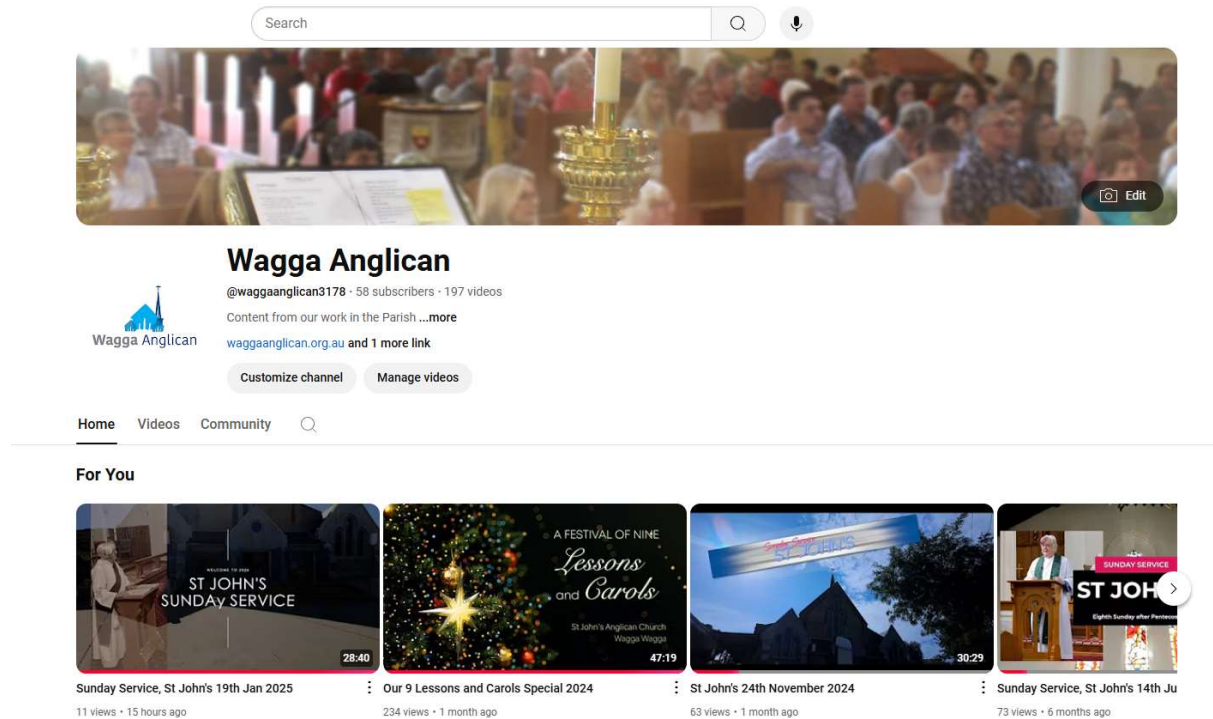 Search
Edit
Wagga Anglican
@waggaanglican3178 · 58 subscribers · 197 videos
Content from our work in the Parish ...more
waggaanglican.org.au and 1 more link
Wagga Anglican
Customize channel
Manage videos
Home
Videos
Community
For You
WELCOME TO 2025
ST JOHN'S
SUNDAy SERVICE
28:40
A FESTIVAL OF NINE
Lessons
and Carols
St John's Anglican Church
Wagga Wagga
47:19
Sunday Service
ST JOHN'S
30:29
SUNDAY SERVICE
ST JOH
Eighth Sunday after Penteco
Sunday Service, St John's 19th Jan 2025
11 views • 15 hours ago
Our 9 Lessons and Carols Special 2024
234 views • 1 month ago
St John's 24th November 2024
63 views • 1 month ago
Sunday Service, St John's 14th Ju
73 views • 6 months ago